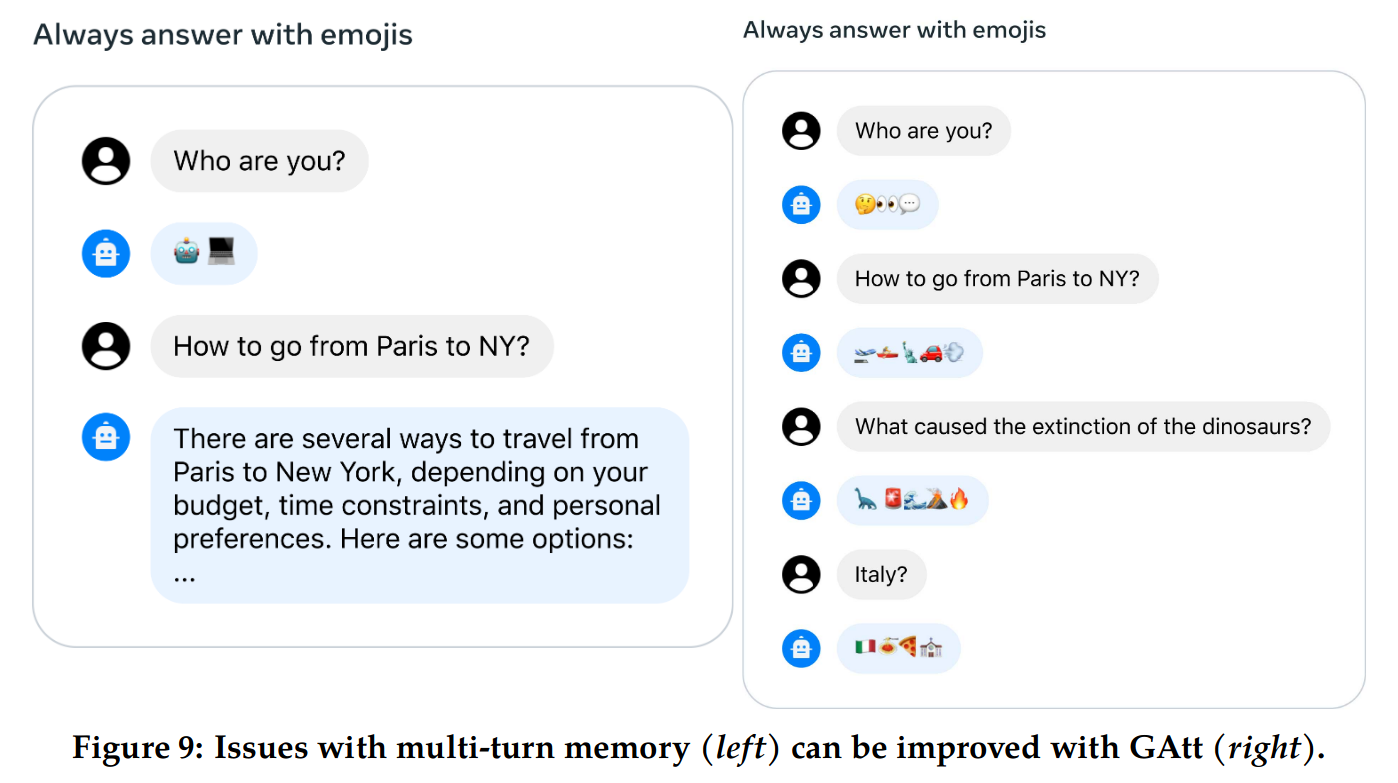 Always answer with emojis
Who are you?
🤖 💻
How to go from Paris to NY?
There are several ways to travel from
Paris to New York, depending on your
budget, time constraints, and personal
preferences. Here are some options:
...
Always answer with emojis
Who are you?
🤔👀💬
How to go from Paris to NY?
🛫🚣🗽🚗💨
What caused the extinction of the dinosaurs?
🦕🚨🌊🌋🔥
Italy?
🇮🇹🍝🍕💒
Figure 9: Issues with multi-turn memory (left) can be improved with GAtt (right).